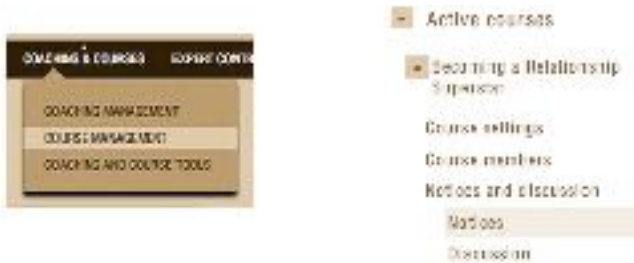 COACHING & COURSES EXPERT CONTR
COACHING MANAGEMENT
COURSE MANAGEMENT
COACHING AND COURSE TOOLS
Active courses
Becoming a Relationship
Superstar
Course settings
Course members
Notices and discussion
Notices
Discussion